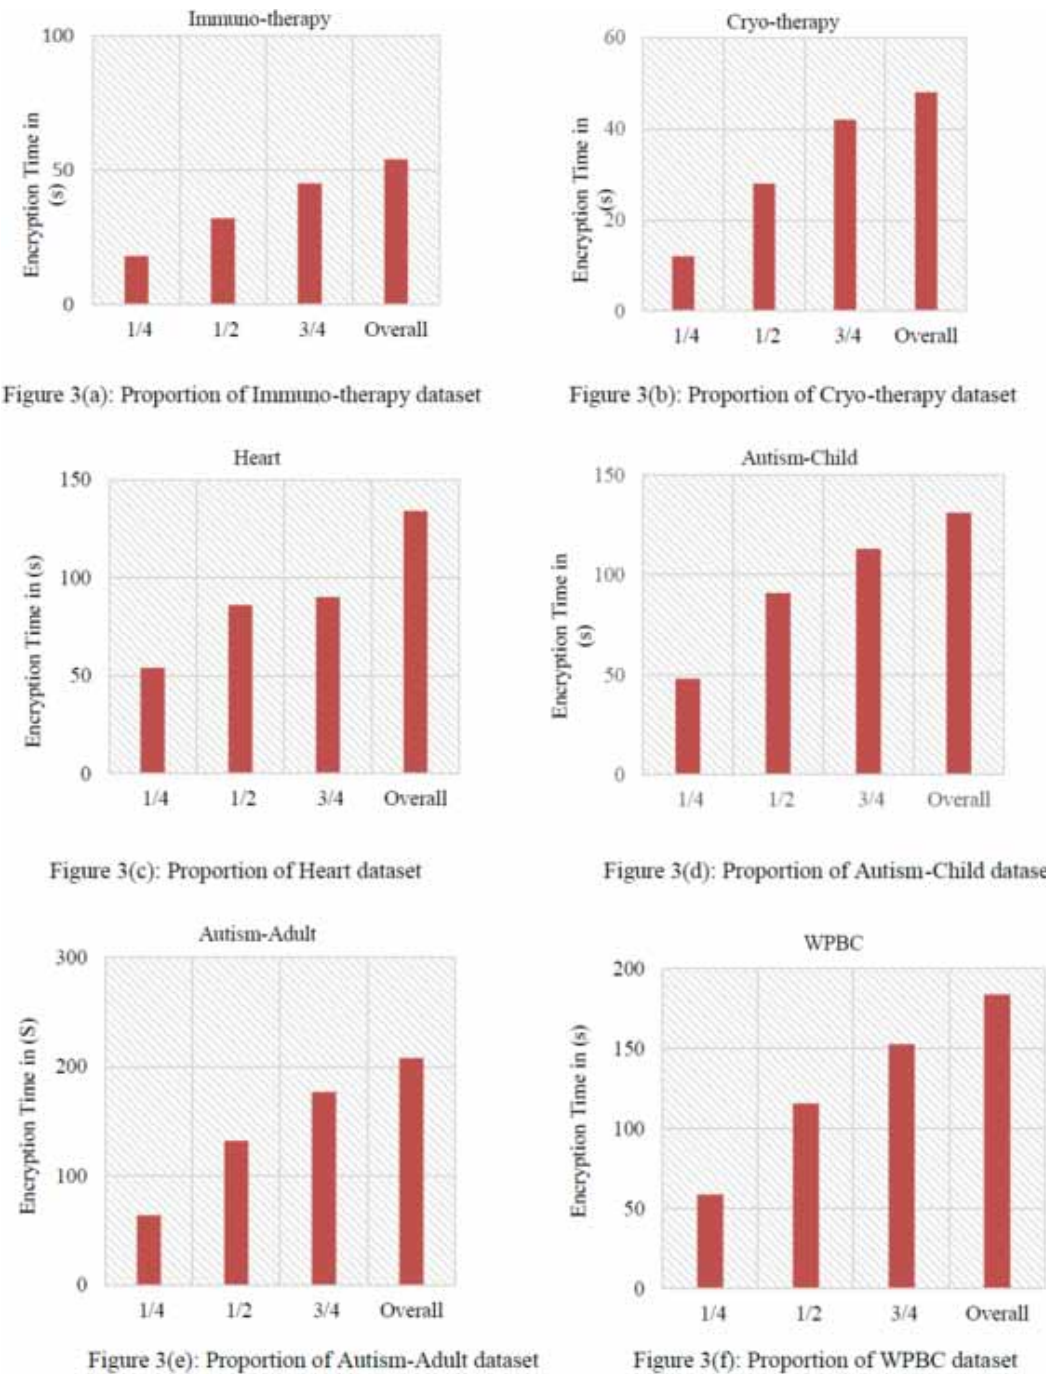 Immuno-therapy
100
50
0
Encryption Time in
(s)
1/4 1/2 3/4 Overall
Figure 3(a): Proportion of Immuno-therapy dataset
Cryo-therapy
60
40
20
0
Encryption Time in
(s)
1/4 1/2 3/4 Overall
Figure 3(b): Proportion of Cryo-therapy dataset
Heart
150
100
50
0
Encryption Time in (s)
1/4 1/2 3/4 Overall
Figure 3(c): Proportion of Heart dataset
Autism-Child
150
100
50
0
Encryption Time in
(s)
1/4 1/2 3/4 Overall
Figure 3(d): Proportion of Autism-Child datase
Autism-Adult
300
200
100
0
Encryption Time in (S)
1/4 1/2 3/4 Overall
Figure 3(e): Proportion of Autism-Adult dataset
WPBC
200
150
100
50
0
Encryption Time in (s)
1/4 1/2 3/4 Overall
Figure 3(f): Proportion of WPBC dataset